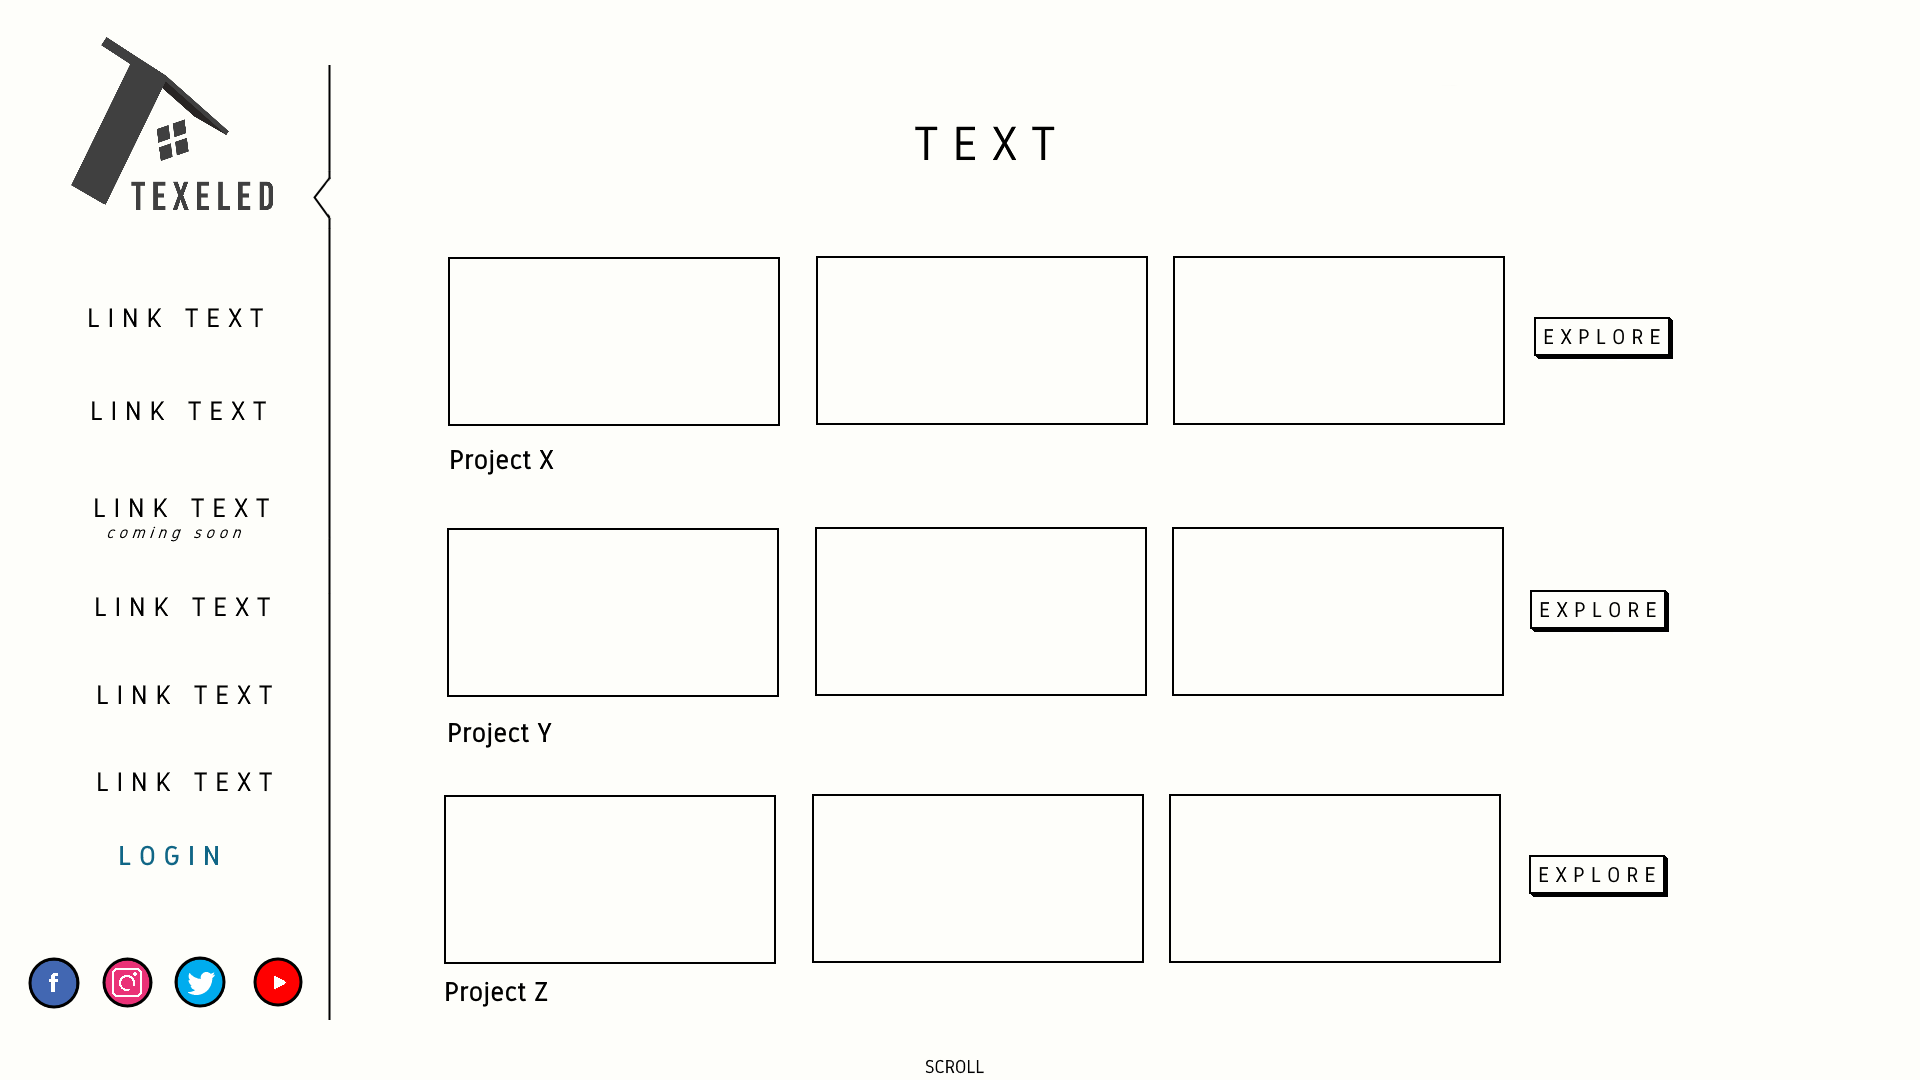 TEXELED
LINK TEXT
LINK TEXT
LINK TEXT
coming soon
LINK TEXT
LINK TEXT
LINK TEXT
LOGIN
f
TEXT
EXPLORE
Project X
EXPLORE
Project Y
EXPLORE
Project Z
SCROLL